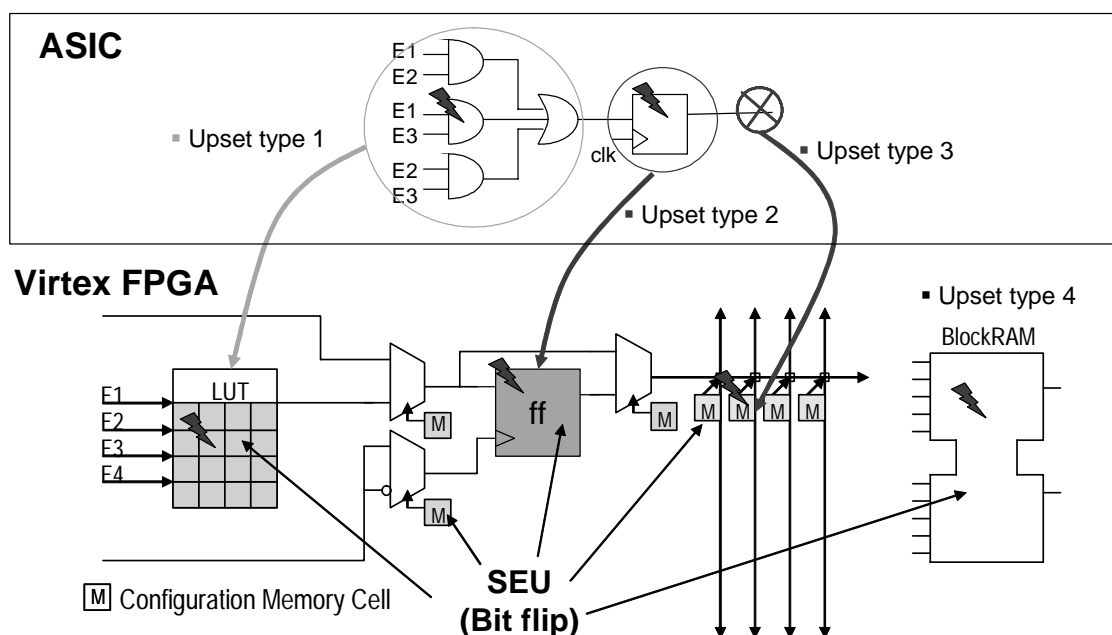 ASIC
E1
E2
E1
E3
E2
E3
clk
▪ Upset type 1
▪ Upset type 2
▪ Upset type 3
Virtex FPGA
▪ Upset type 4
BlockRAM
LUT
E1
E2
E3
E4
M
M
ff
M
M
M
M
M
SEU
(Bit flip)
M Configuration Memory Cell